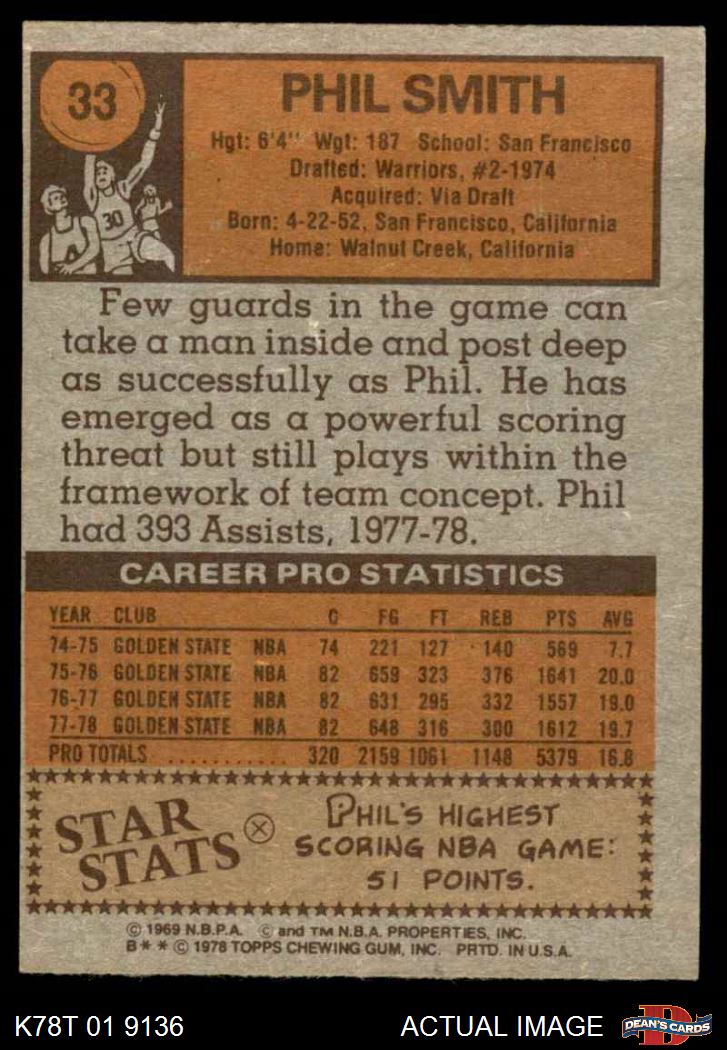 33
PHIL SMITH
Hgt: 6'4" Wgt: 187 School: San Francisco
Drafted: Warriors, #2-1974
Acquired: Via Draft
Born: 4-22-52, San Francisco, California
Home: Walnut Creek, California
30
Few guards in the game can
take a man inside and post deep
as successfully as Phil. He has
emerged as a powerful scoring
threat but still plays within the
framework of team concept. Phil
had 393 Assists, 1977-78.
CAREER PRO STATISTICS
YEAR CLUB G FG FT REB PTS AVG
74-75 GOLDEN STATE NBA 74 221 127 140 569 7.7
75-76 GOLDEN STATE NBA 82 659 323 376 1641 20.0
76-77 GOLDEN STATE NBA 82 631 295 332 1557 19.0
77-78 GOLDEN STATE NBA 82 648 316 300 1612 19.7
PRO TOTALS ........... 320 2159 1061 1148 5379 16.8
STAR
STATS
PHIL'S HIGHEST
SCORING NBA GAME:
51 POINTS.
© 1969 N.B.P.A. © and TM N.B.A. PROPERTIES, INC.
B* * © 1978 TOPPS CHEWING GUM, INC. PRTD. IN U.S.A.
K78T 01 9136
ACTUAL IMAGE
D
DEAN'S CARDS